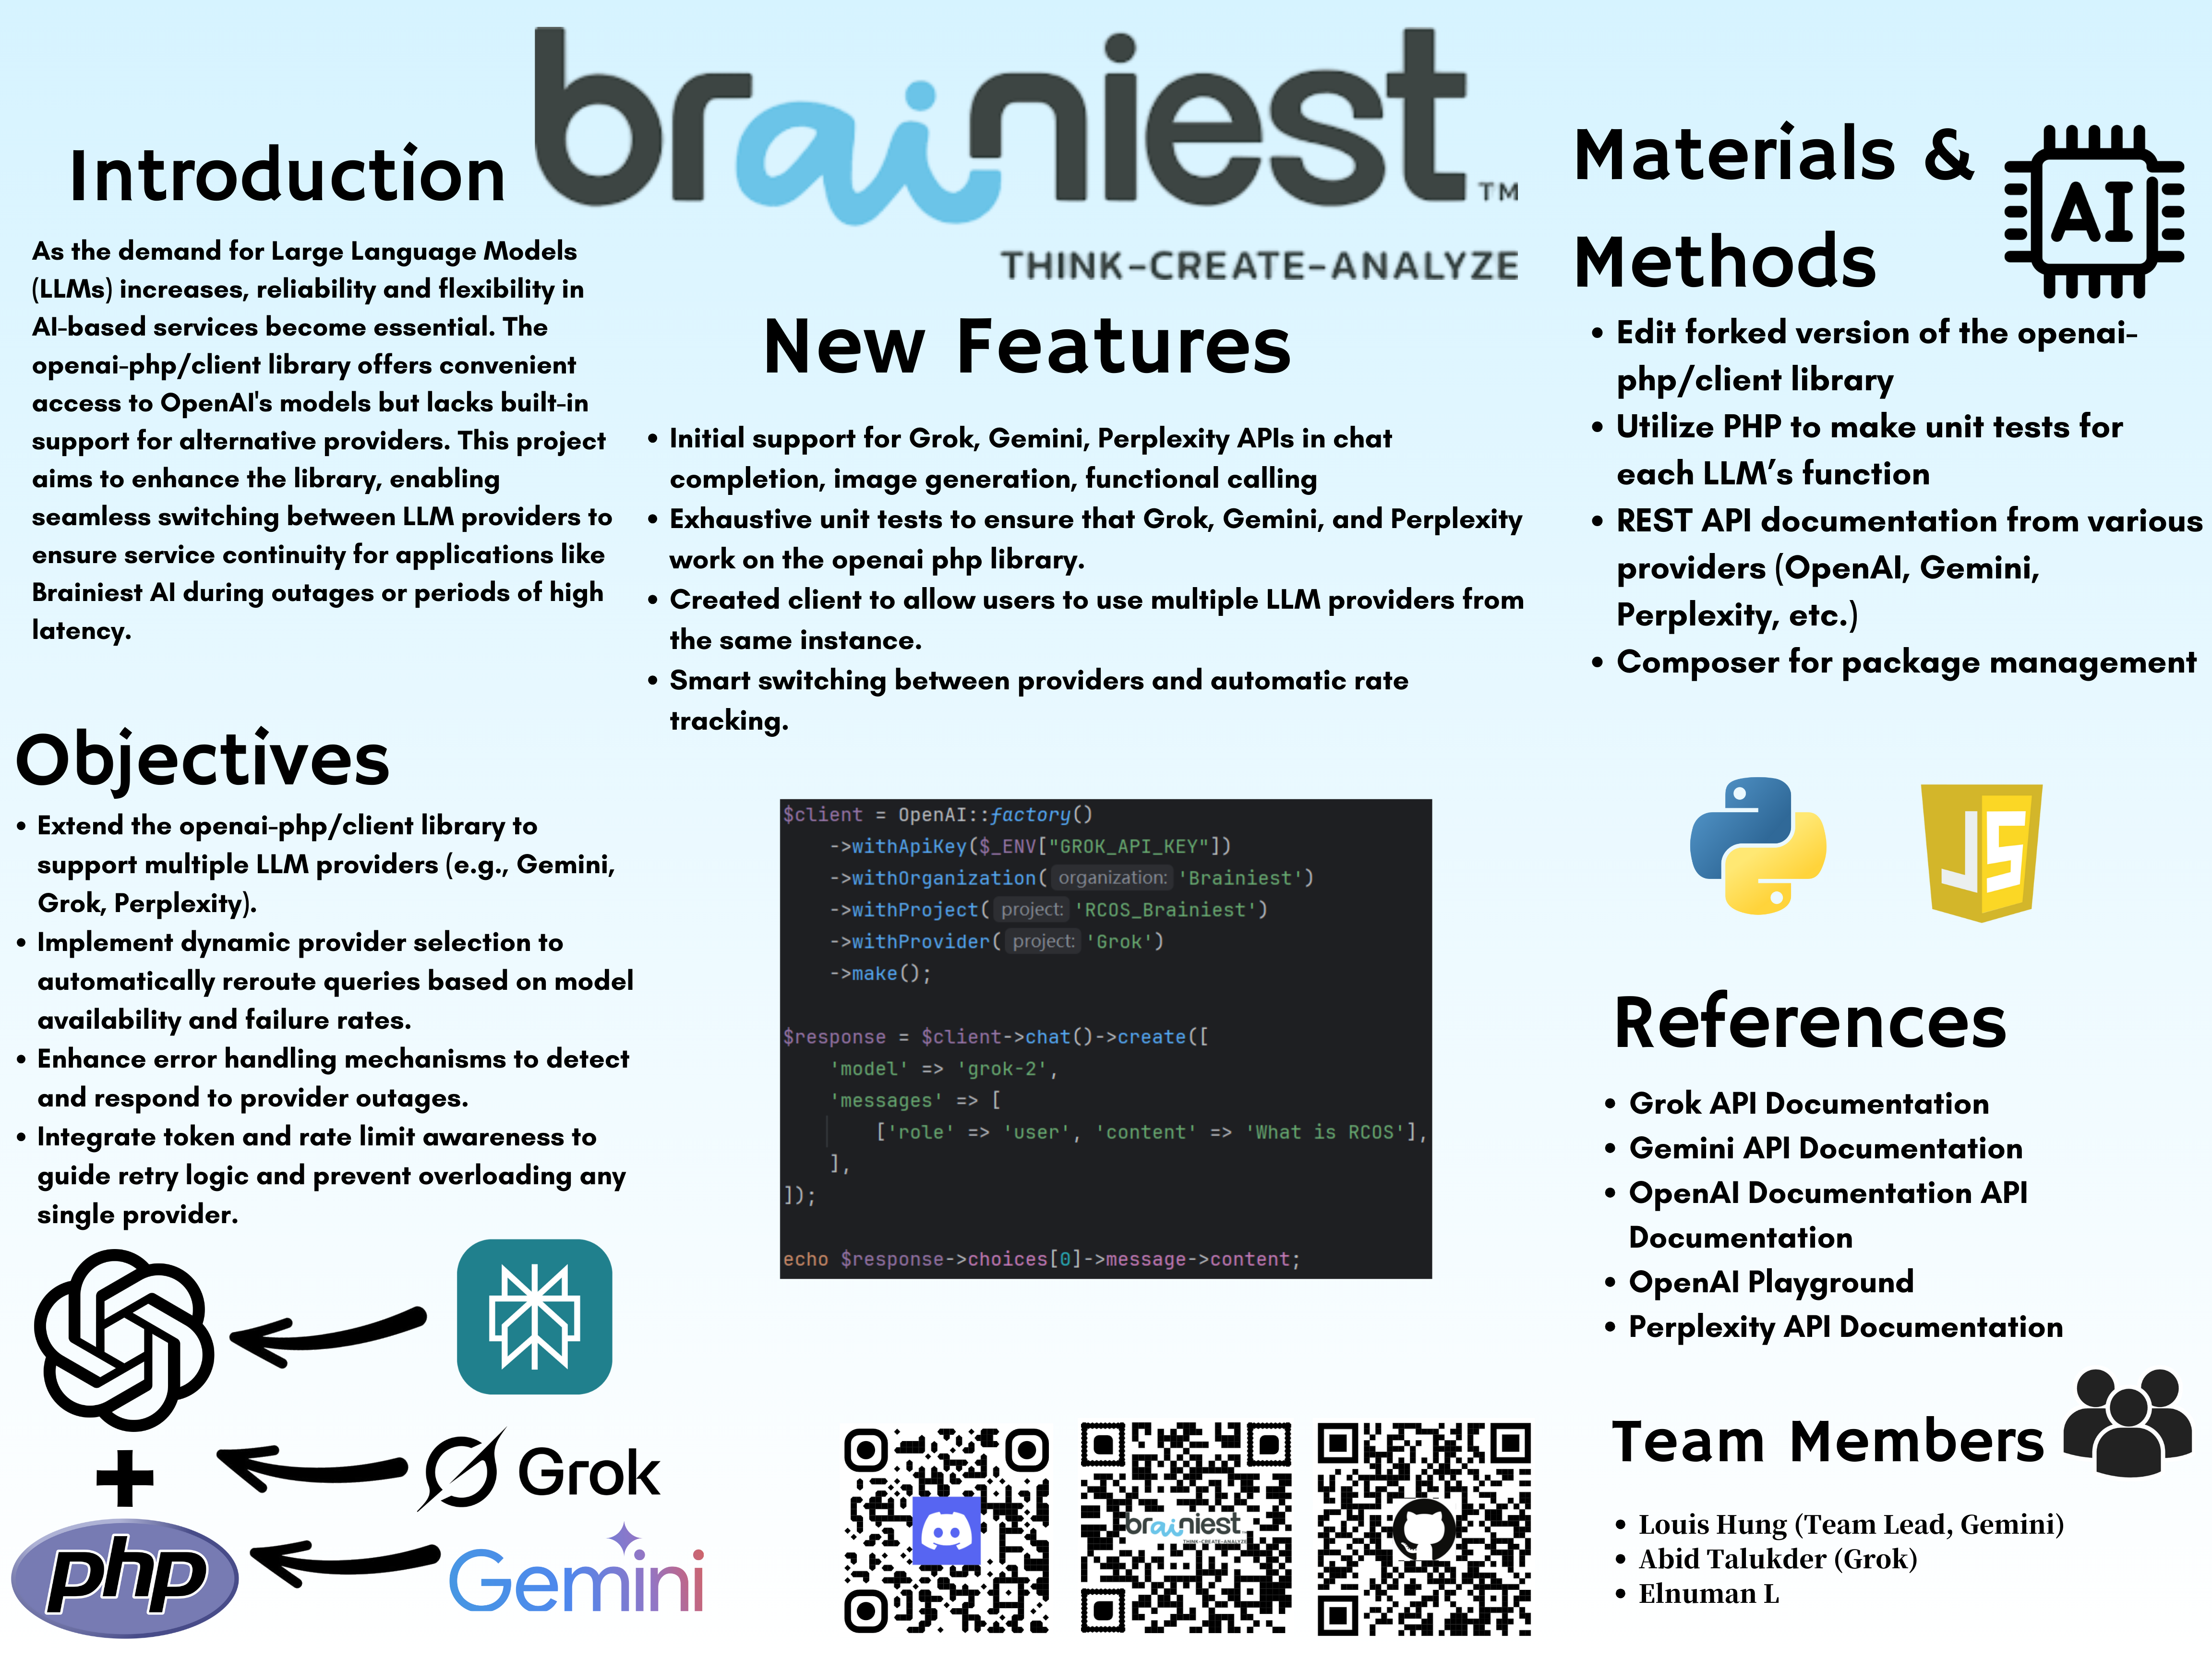 brainiest TM
THINK-CREATE-ANALYZE
Introduction
As the demand for Large Language Models
(LLMs) increases, reliability and flexibility in
AI-based services become essential. The
openai-php/client library offers convenient
access to OpenAI's models but lacks built-in
support for alternative providers. This project
aims to enhance the library, enabling
seamless switching between LLM providers to
ensure service continuity for applications like
Brainiest AI during outages or periods of high
latency.
Objectives
• Extend the openai-php/client library to
support multiple LLM providers (e.g., Gemini,
Grok, Perplexity).
• Implement dynamic provider selection to
automatically reroute queries based on model
availability and failure rates.
• Enhance error handling mechanisms to detect
and respond to provider outages.
• Integrate token and rate limit awareness to
guide retry logic and prevent overloading any
single provider.
+
php
Grok
Gemini
New Features
• Initial support for Grok, Gemini, Perplexity APIs in chat
completion, image generation, functional calling
• Exhaustive unit tests to ensure that Grok, Gemini, and Perplexity
work on the openai php library.
• Created client to allow users to use multiple LLM providers from
the same instance.
• Smart switching between providers and automatic rate
tracking.
$client = OpenAI::factory()
->withApiKey($_ENV["GROK_API_KEY"])
->withOrganization( organization: 'Brainiest')
->withProject( project: 'RCOS_Brainiest')
->withProvider( project: 'Grok')
->make();
$response = $client->chat()->create([
'model' => 'grok-2',
'messages' => [
['role' => 'user', 'content' => 'What is RCOS'],
],
]);
echo $response->choices[0]->message->content;
brainiest
THINK-CREATE-ANALYZE
Materials &
Methods
AI
• Edit forked version of the openai-
php/client library
• Utilize PHP to make unit tests for
each LLM’s function
• REST API documentation from various
providers (OpenAI, Gemini,
Perplexity, etc.)
• Composer for package management
JS
References
• Grok API Documentation
• Gemini API Documentation
• OpenAI Documentation API
Documentation
• OpenAI Playground
• Perplexity API Documentation
Team Members
• Louis Hung (Team Lead, Gemini)
• Abid Talukder (Grok)
• Elnuman L